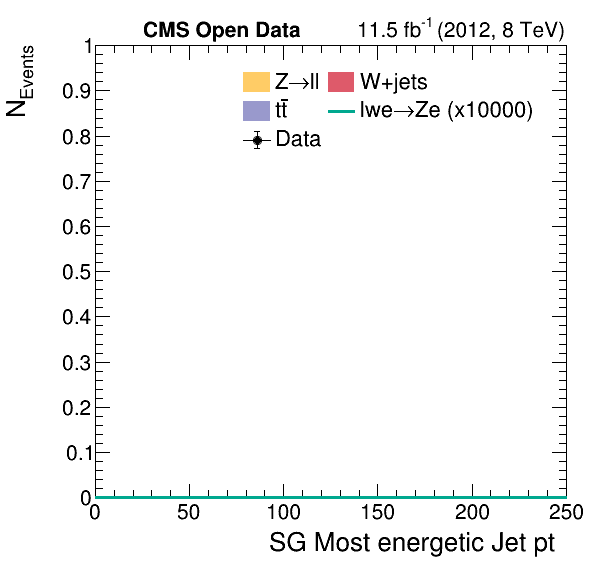 CMS Open Data 11.5 fb-1 (2012, 8 TeV)
NEvents
Z→ll W+jets
tt̄ lwe→Ze (x10000)
Data
1
0.9
0.8
0.7
0.6
0.5
0.4
0.3
0.2
0.1
0
0 50 100 150 200 250
SG Most energetic Jet pt